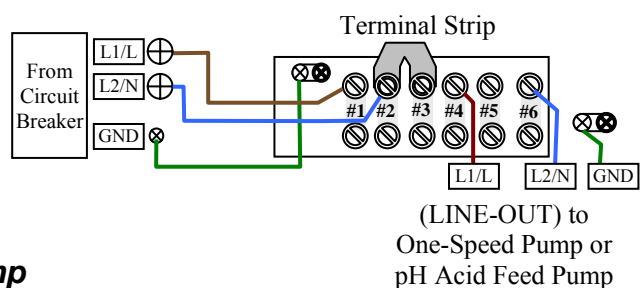 Terminal Strip
From
Circuit
Breaker
L1/L
L2/N
GND
#1 #2 #3 #4 #5 #6
L1/L L2/N GND
(LINE-OUT) to
One-Speed Pump or
pH Acid Feed Pump